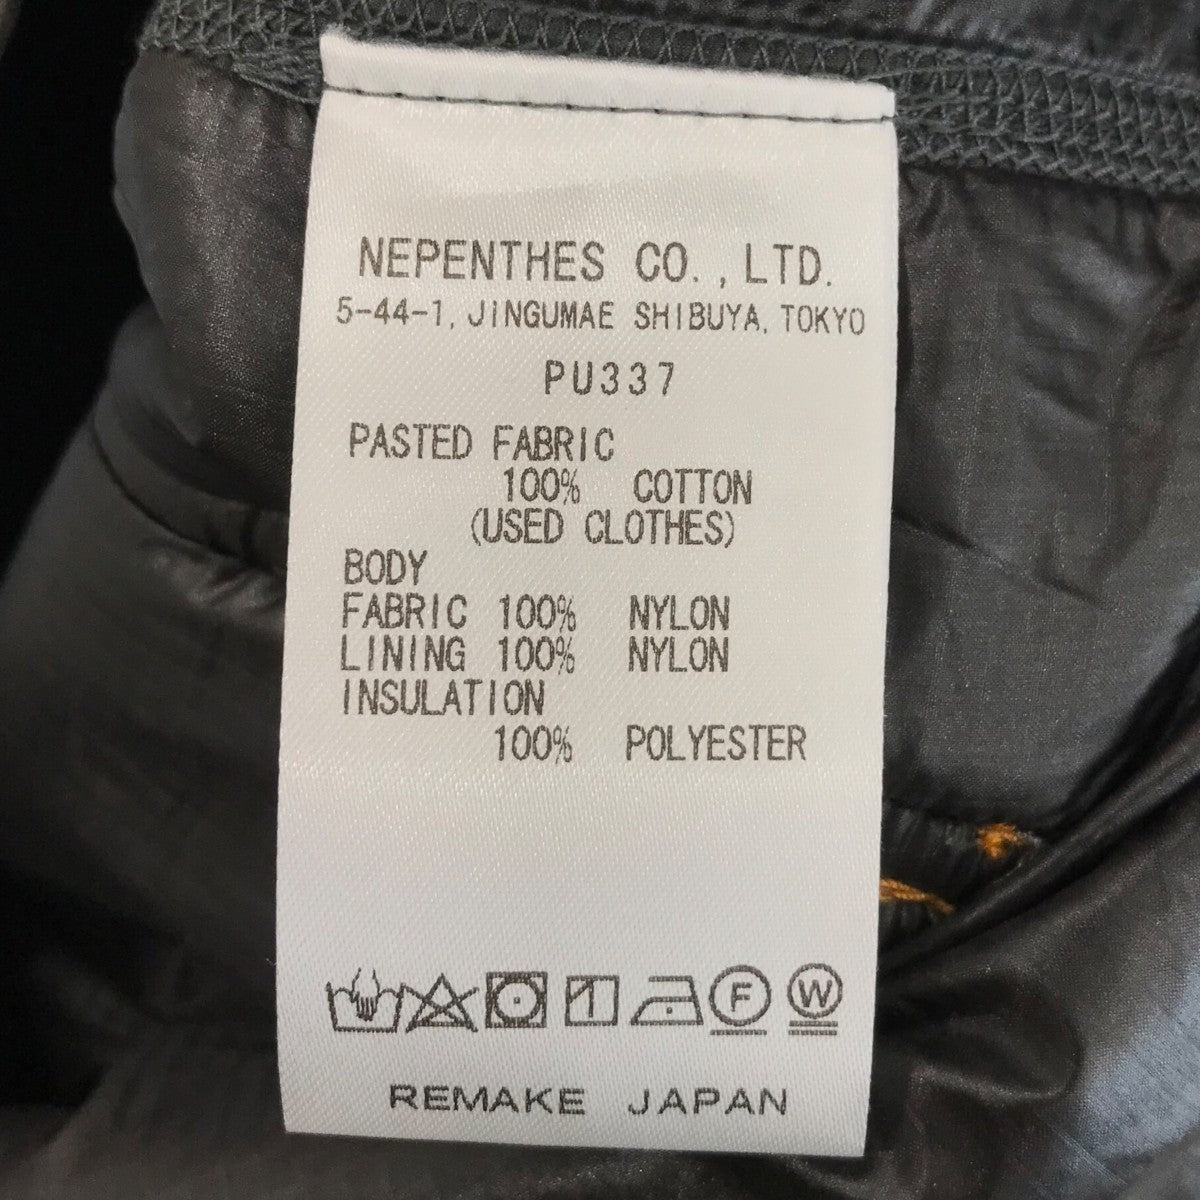 NEPENTHES CO., LTD.
5-44-1, JINGUMAE SHIBUYA, TOKYO
PU337
PASTED FABRIC
100% COTTON
(USED CLOTHES)
BODY
FABRIC 100% NYLON
LINING 100% NYLON
INSULATION
100% POLYESTER
F W
REMAKE JAPAN